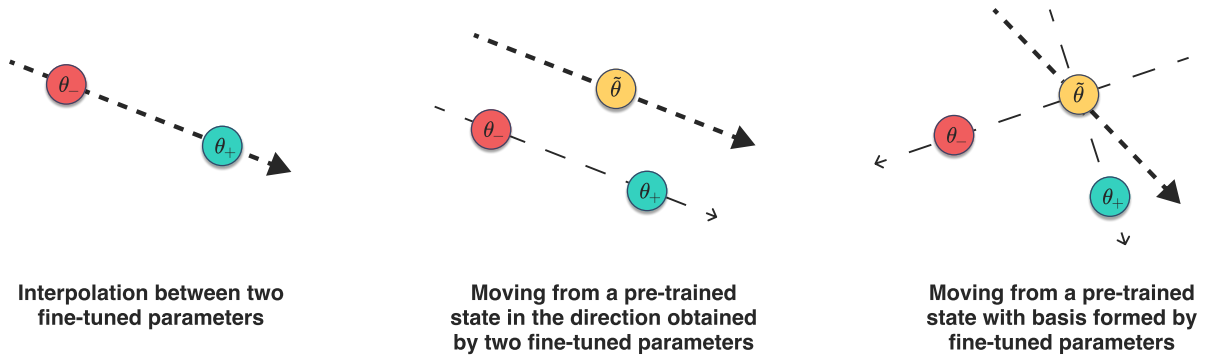 θ₋
θ₊
Interpolation between two
fine-tuned parameters
θ̃
θ₋
θ₊
Moving from a pre-trained
state in the direction obtained
by two fine-tuned parameters
θ̃
θ₋
θ₊
Moving from a pre-trained
state with basis formed by
fine-tuned parameters